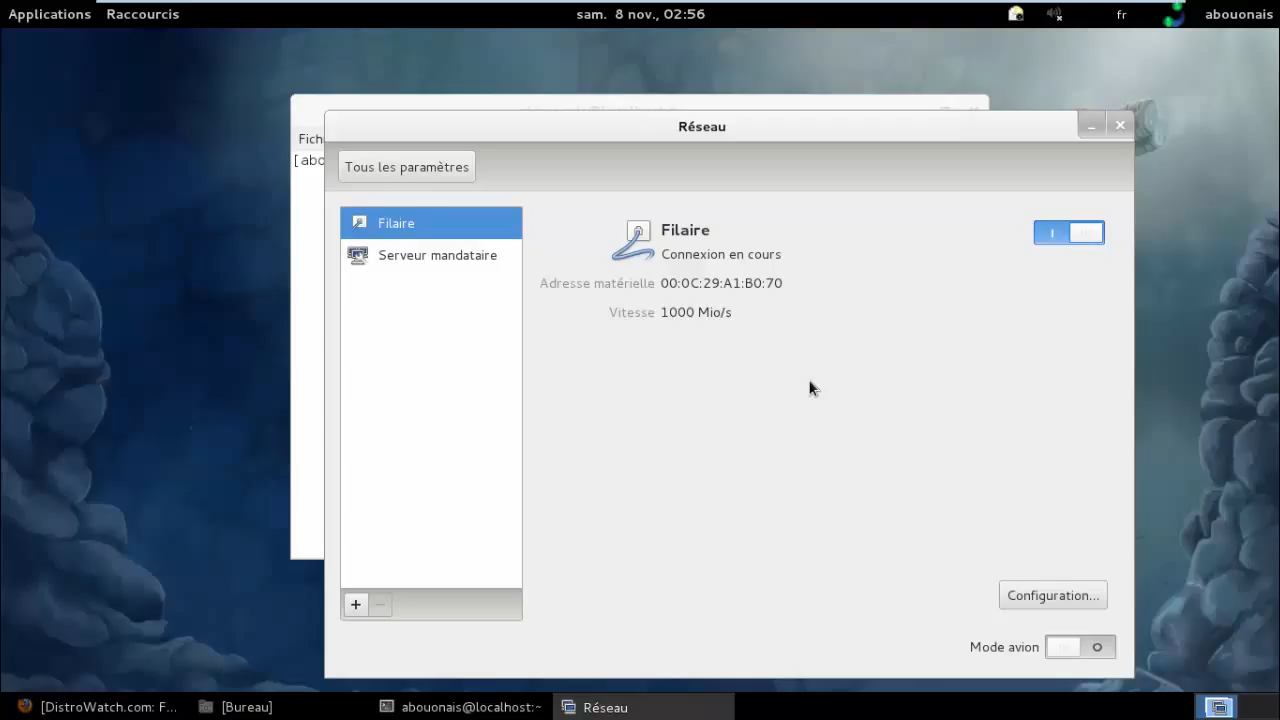 Applications Raccourcis sam. 8 nov., 02:56 fr abouonais
Réseau
Fich
[abo
Tous les paramètres
Filaire
Serveur mandataire
Filaire
Connexion en cours
Adresse matérielle 00:0C:29:A1:B0:70
Vitesse 1000 Mio/s
Configuration...
Mode avion
[DistroWatch.com: F... [Bureau] abouonais@localhost:~ Réseau